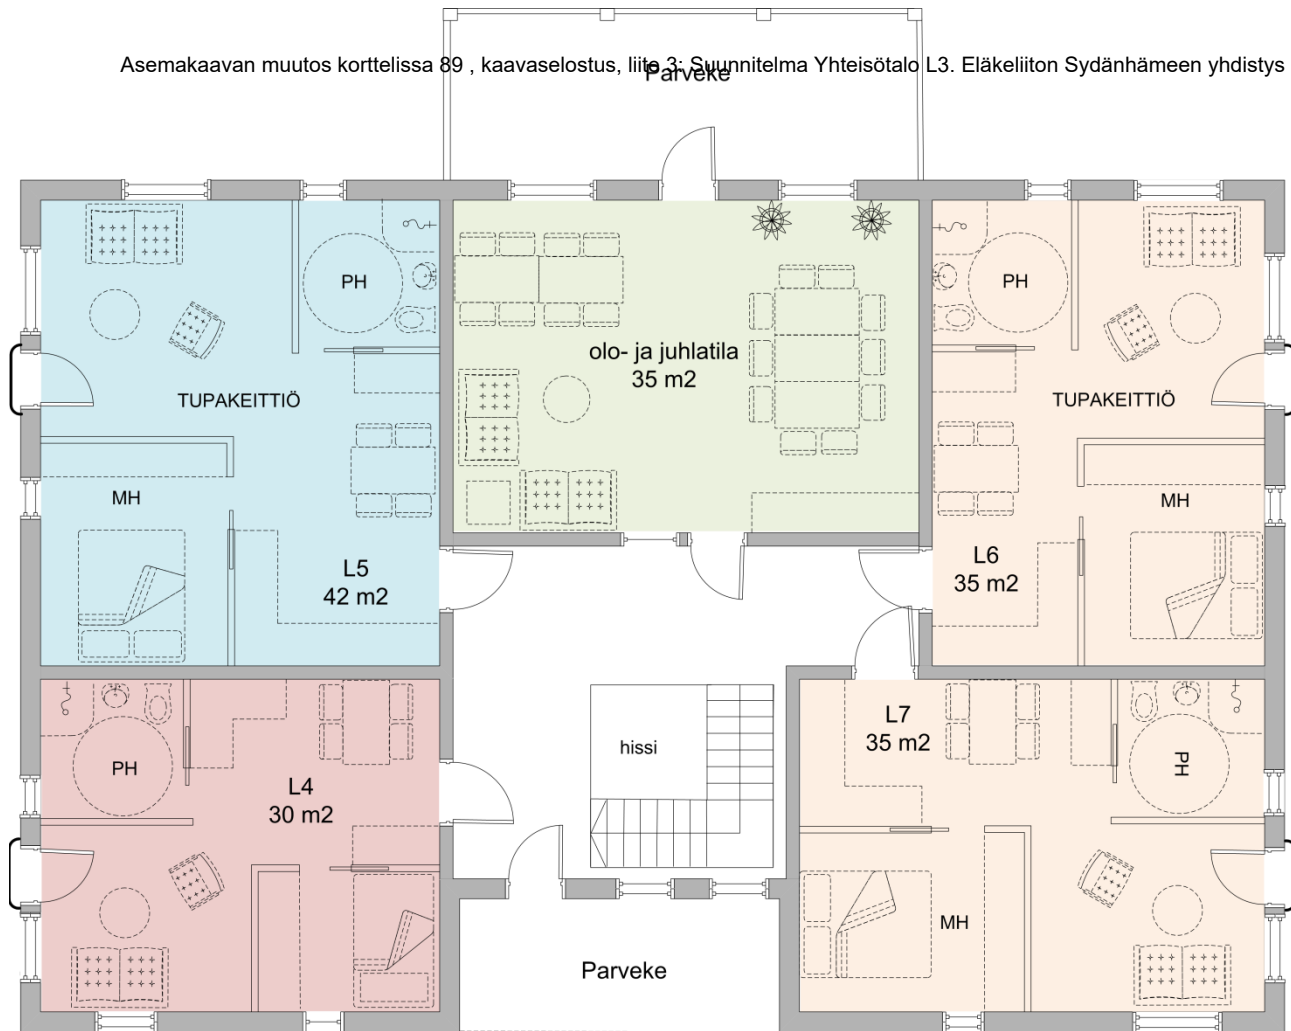 Asemakaavan muutos korttelissa 89 , kaavaselostus, liite 3: Suunnitelma Yhteisötalo L3. Eläkeliiton Sydänhämeen yhdistys
Parveke
PH
PH
olo- ja juhlatila
35 m2
TUPAKEITTIÖ
TUPAKEITTIÖ
MH
MH
L5
42 m2
L6
35 m2
L7
35 m2
hissi
PH
PH
L4
30 m2
MH
Parveke